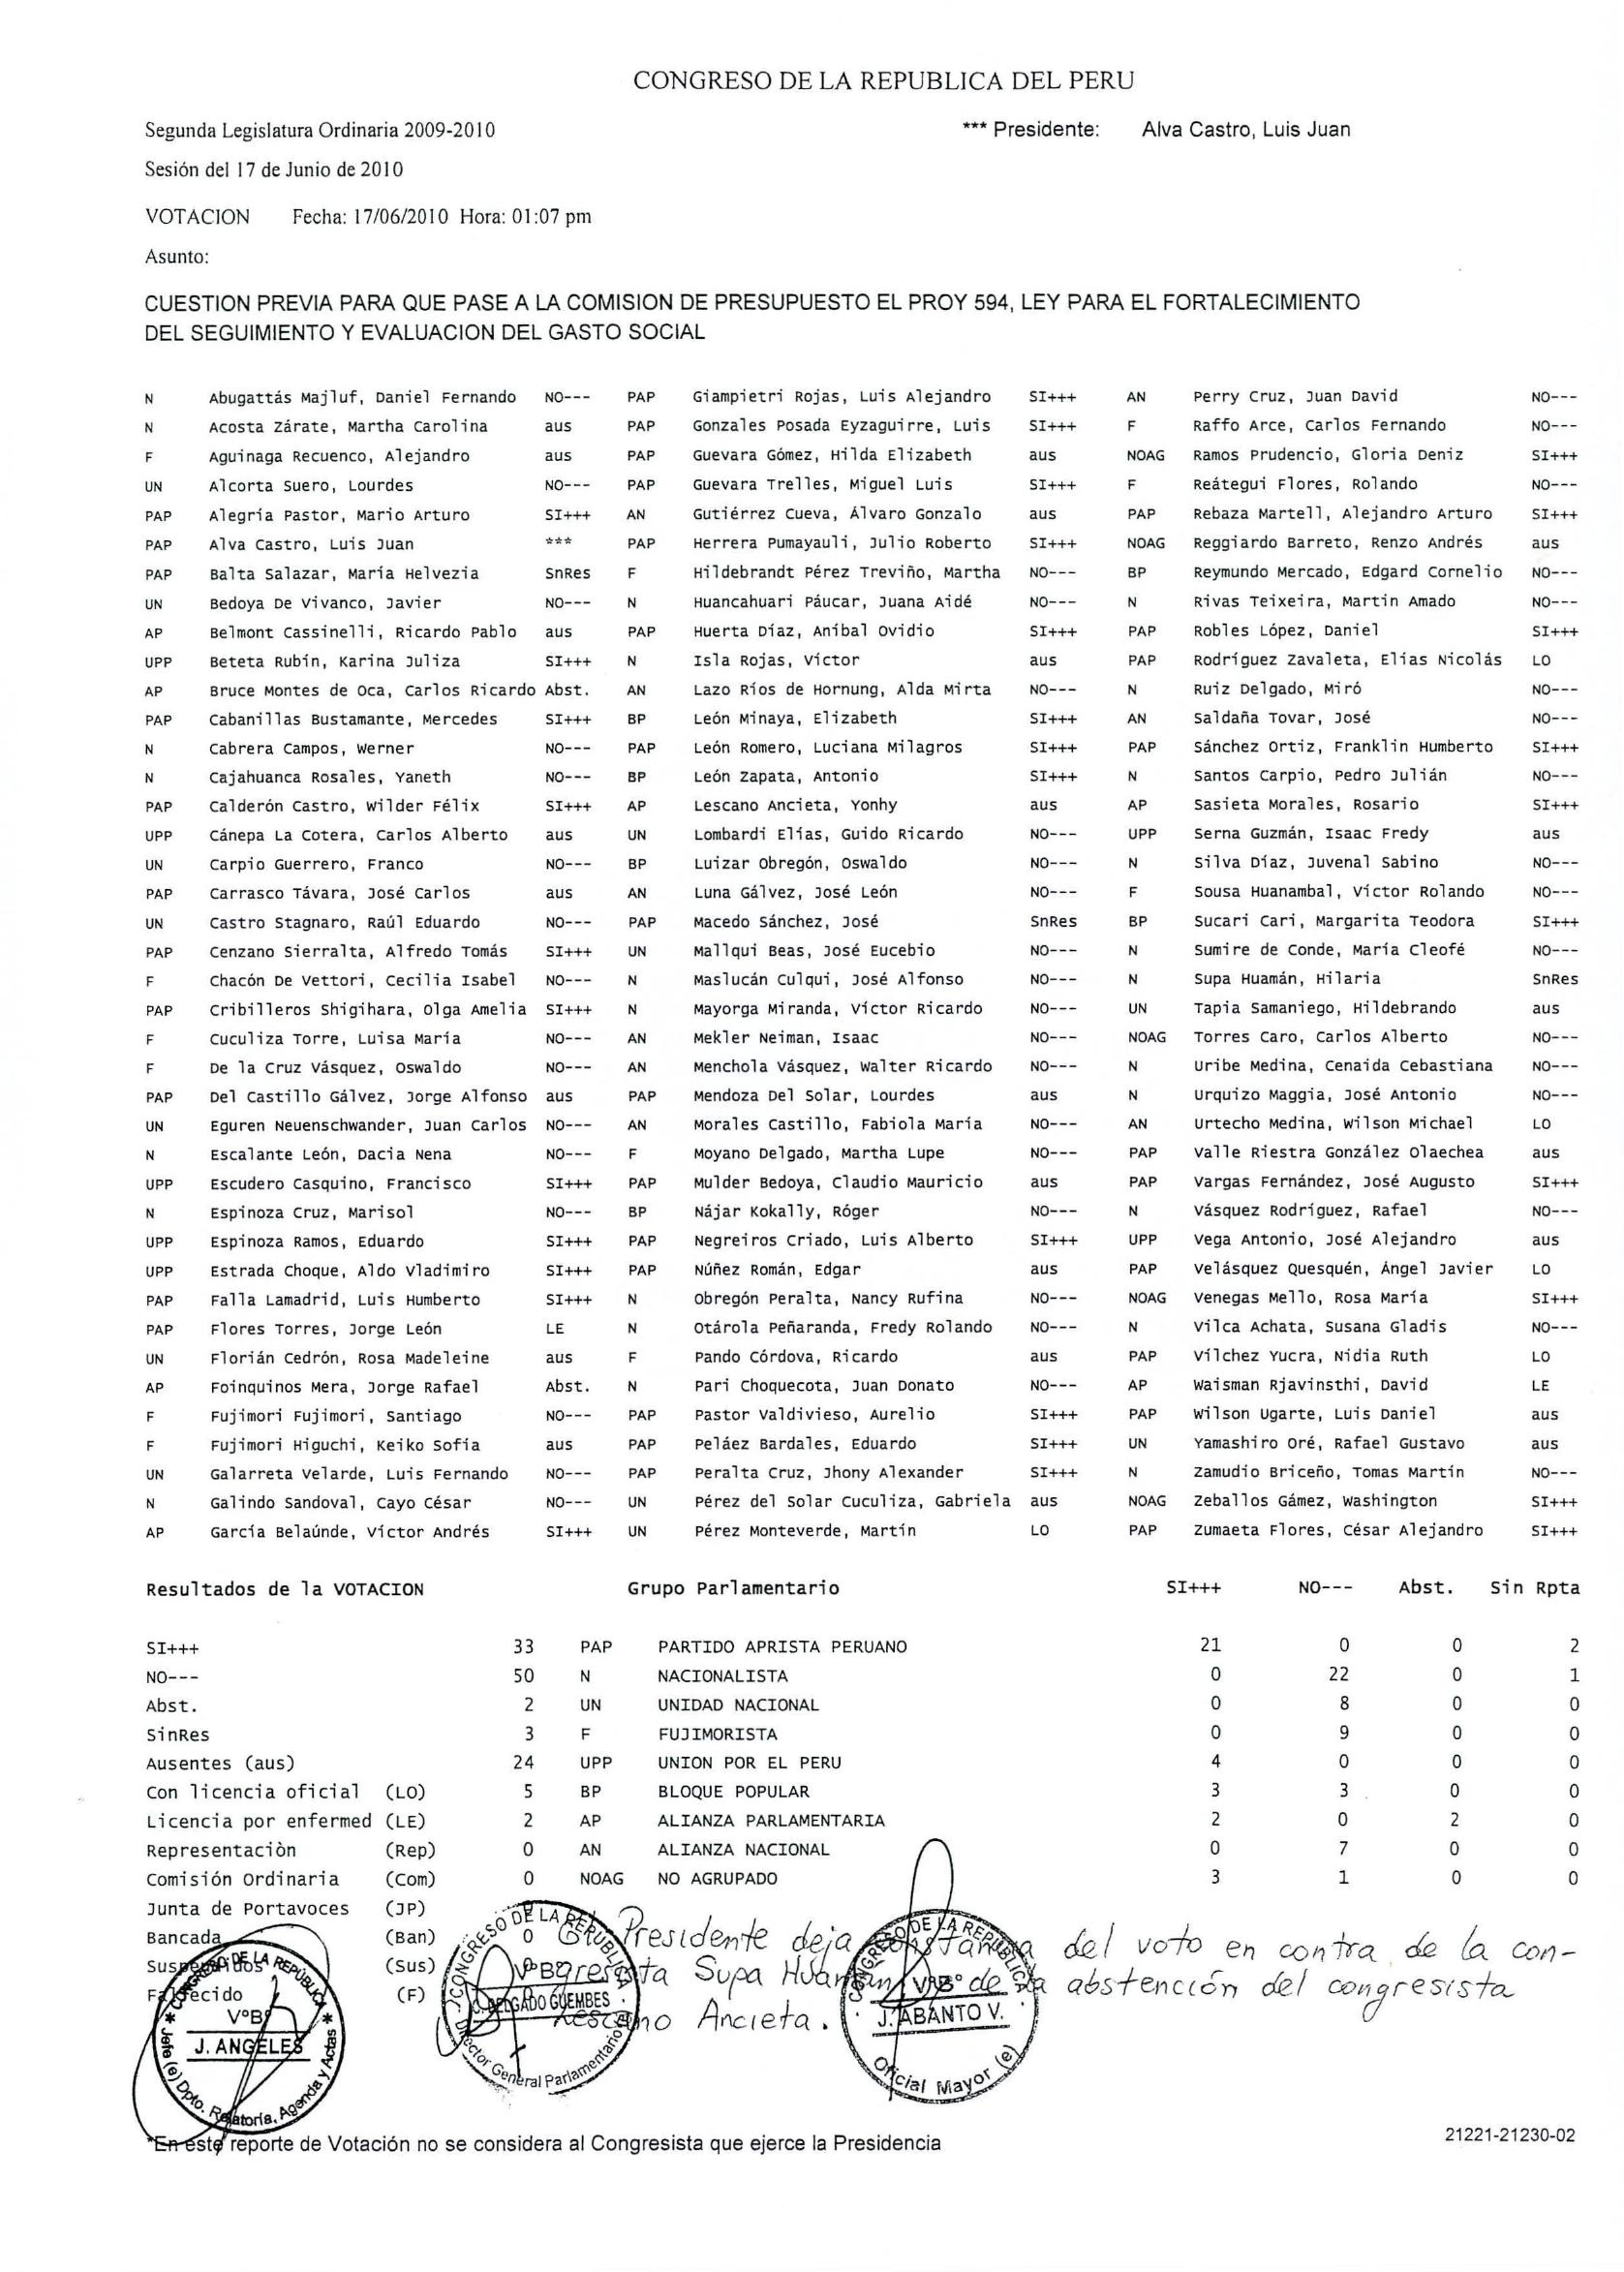 CONGRESO DE LA REPUBLICA DEL PERU
Segunda Legislatura Ordinaria 2009-2010 *** Presidente: Alva Castro, Luis Juan
Sesión del 17 de Junio de 2010
VOTACION Fecha: 17/06/2010 Hora: 01:07 pm
Asunto:
CUESTION PREVIA PARA QUE PASE A LA COMISION DE PRESUPUESTO EL PROY 594, LEY PARA EL FORTALECIMIENTO
DEL SEGUIMIENTO Y EVALUACION DEL GASTO SOCIAL
N Abugattás Majluf, Daniel Fernando NO--- PAP Giampietri Rojas, Luis Alejandro SI+++ AN Perry Cruz, Juan David NO---
N Acosta Zárate, Martha Carolina aus PAP Gonzales Posada Eyzaguirre, Luis SI+++ F Raffo Arce, Carlos Fernando NO---
F Aguinaga Recuenco, Alejandro aus PAP Guevara Gómez, Hilda Elizabeth aus NOAG Ramos Prudencio, Gloria Deniz SI+++
UN Alcorta Suero, Lourdes NO--- PAP Guevara Trelles, Miguel Luis SI+++ F Reátegui Flores, Rolando NO---
PAP Alegría Pastor, Mario Arturo SI+++ AN Gutiérrez Cueva, Álvaro Gonzalo aus PAP Rebaza Martell, Alejandro Arturo SI+++
PAP Alva Castro, Luis Juan *** PAP Herrera Pumayauli, Julio Roberto SI+++ NOAG Reggiardo Barreto, Renzo Andrés aus
PAP Balta Salazar, María Helvezia SnRes F Hildebrandt Pérez Treviño, Martha NO--- BP Reymundo Mercado, Edgard Cornelio NO---
UN Bedoya De Vivanco, Javier NO--- N Huancahuari Páucar, Juana Aidé NO--- N Rivas Teixeira, Martin Amado NO---
AP Belmont Cassinelli, Ricardo Pablo aus PAP Huerta Díaz, Aníbal Ovidio SI+++ PAP Robles López, Daniel SI+++
UPP Beteta Rubín, Karina Juliza SI+++ N Isla Rojas, Víctor aus PAP Rodríguez Zavaleta, Elías Nicolás LO
AP Bruce Montes de Oca, Carlos Ricardo Abst. AN Lazo Ríos de Hornung, Alda Mirta NO--- N Ruiz Delgado, Miró NO---
PAP Cabanillas Bustamante, Mercedes SI+++ BP León Minaya, Elizabeth SI+++ AN Saldaña Tovar, José NO---
N Cabrera Campos, Werner NO--- PAP León Romero, Luciana Milagros SI+++ PAP Sánchez Ortiz, Franklin Humberto SI+++
N Cajahuanca Rosales, Yaneth NO--- BP León Zapata, Antonio SI+++ N Santos Carpio, Pedro Julián NO---
PAP Calderón Castro, Wilder Félix SI+++ AP Lescano Ancieta, Yonhy aus AP Sasieta Morales, Rosario SI+++
UPP Cánepa La Cotera, Carlos Alberto aus UN Lombardi Elías, Guido Ricardo NO--- UPP Serna Guzmán, Isaac Fredy aus
UN Carpio Guerrero, Franco NO--- BP Luizar Obregón, Oswaldo NO--- N Silva Díaz, Juvenal Sabino NO---
PAP Carrasco Távara, José Carlos aus AN Luna Gálvez, José León NO--- F Sousa Huanambal, Víctor Rolando NO---
UN Castro Stagnaro, Raúl Eduardo NO--- PAP Macedo Sánchez, José SnRes BP Sucari Cari, Margarita Teodora SI+++
PAP Cenzano Sierralta, Alfredo Tomás SI+++ UN Mallqui Beas, José Eucebio NO--- N Sumire de Conde, María Cleofé NO---
F Chacón De Vettori, Cecilia Isabel NO--- N Maslucán Culqui, José Alfonso NO--- N Supa Huamán, Hilaria SnRes
PAP Cribilleros Shigihara, Olga Amelia SI+++ N Mayorga Miranda, Víctor Ricardo NO--- UN Tapia Samaniego, Hildebrando aus
F Cuculiza Torre, Luisa María NO--- AN Mekler Neiman, Isaac NO--- NOAG Torres Caro, Carlos Alberto NO---
F De la Cruz Vásquez, Oswaldo NO--- AN Menchola Vásquez, Walter Ricardo NO--- N Uribe Medina, Cenaida Cebastiana NO---
PAP Del Castillo Gálvez, Jorge Alfonso aus PAP Mendoza Del Solar, Lourdes aus N Urquizo Maggia, José Antonio NO---
UN Eguren Neuenschwander, Juan Carlos NO--- AN Morales Castillo, Fabiola María NO--- AN Urtecho Medina, Wilson Michael LO
N Escalante León, Dacia Nena NO--- F Moyano Delgado, Martha Lupe NO--- PAP Valle Riestra González Olaechea aus
UPP Escudero Casquino, Francisco SI+++ PAP Mulder Bedoya, Claudio Mauricio aus PAP Vargas Fernández, José Augusto SI+++
N Espinoza Cruz, Marisol NO--- BP Nájar Kokally, Róger NO--- N Vásquez Rodríguez, Rafael NO---
UPP Espinoza Ramos, Eduardo SI+++ PAP Negreiros Criado, Luis Alberto SI+++ UPP Vega Antonio, José Alejandro aus
UPP Estrada Choque, Aldo Vladimiro SI+++ PAP Núñez Román, Edgar aus PAP Velásquez Quesquén, Ángel Javier LO
PAP Falla Lamadrid, Luis Humberto SI+++ N Obregón Peralta, Nancy Rufina NO--- NOAG Venegas Mello, Rosa María SI+++
PAP Flores Torres, Jorge León LE N Otárola Peñaranda, Fredy Rolando NO--- N Vilca Achata, Susana Gladis NO---
UN Florián Cedrón, Rosa Madeleine aus F Pando Córdova, Ricardo aus PAP Vílchez Yucra, Nidia Ruth LO
AP Foinquinos Mera, Jorge Rafael Abst. N Pari Choquecota, Juan Donato NO--- AP Waisman Rjavinsthi, David LE
F Fujimori Fujimori, Santiago NO--- PAP Pastor Valdivieso, Aurelio SI+++ PAP Wilson Ugarte, Luis Daniel aus
F Fujimori Higuchi, Keiko Sofía aus PAP Peláez Bardales, Eduardo SI+++ UN Yamashiro Oré, Rafael Gustavo aus
UN Galarreta Velarde, Luis Fernando NO--- PAP Peralta Cruz, Jhony Alexander SI+++ N Zamudio Briceño, Tomas Martín NO---
N Galindo Sandoval, Cayo César NO--- UN Pérez del Solar Cuculiza, Gabriela aus NOAG Zeballos Gámez, Washington SI+++
AP García Belaúnde, Víctor Andrés SI+++ UN Pérez Monteverde, Martín LO PAP Zumaeta Flores, César Alejandro SI+++
Resultados de la VOTACION Grupo Parlamentario SI+++ NO--- Abst. Sin Rpta
SI+++ 33 PAP PARTIDO APRISTA PERUANO 21 0 0 2
NO--- 50 N NACIONALISTA 0 22 0 1
Abst. 2 UN UNIDAD NACIONAL 0 8 0 0
SinRes 3 F FUJIMORISTA 0 9 0 0
Ausentes (aus) 24 UPP UNION POR EL PERU 4 0 0 0
Con licencia oficial (LO) 5 BP BLOQUE POPULAR 3 3 0 0
Licencia por enfermed (LE) 2 AP ALIANZA PARLAMENTARIA 2 0 2 0
Representaciòn (Rep) 0 AN ALIANZA NACIONAL 0 7 0 0
Comisión Ordinaria (Com) 0 NOAG NO AGRUPADO 3 1 0 0
Junta de Portavoces (JP)
Bancada (Ban) 0
Suspendidos (Sus) 0
Fallecido (F)
El Presidente deja constancia del voto en contra de la con-
gresista Supa Huamán y de la abstención del congresista
Lescano Ancieta.
CONGRESO DE LA REPÚBLICA
VºBº
J. ANGELES
Jefe (e) Dpto. Relatoría, Agenda y Actas
CONGRESO DE LA REPUBLICA
VºBº
C. DELGADO GUEMBES
Director General Parlamentario
CONGRESO DE LA REPUBLICA
VºBº
J. ABANTO V.
Oficial Mayor (e)
*En este reporte de Votación no se considera al Congresista que ejerce la Presidencia
21221-21230-02